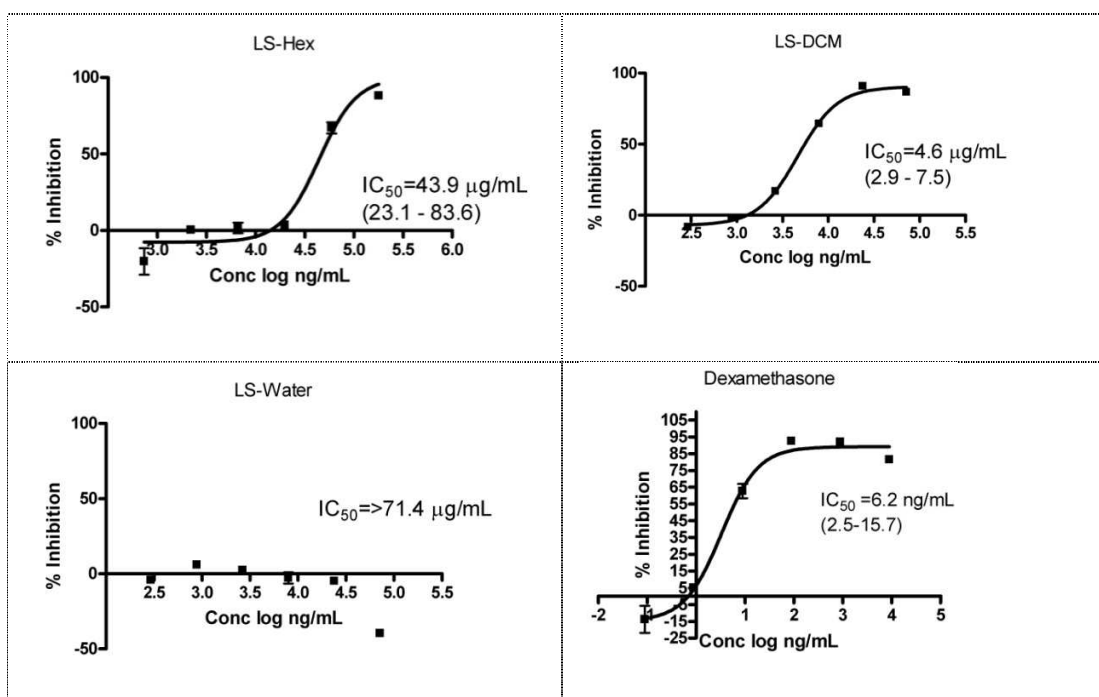 LS-Hex
100
50
0
-50
% Inhibition
3.0 3.5 4.0 4.5 5.0 5.5 6.0
Conc log ng/mL
IC50=43.9 µg/mL
(23.1 - 83.6)
LS-DCM
100
50
0
-50
% Inhibition
2.5 3.0 3.5 4.0 4.5 5.0 5.5
Conc log ng/mL
IC50=4.6 µg/mL
(2.9 - 7.5)
LS-Water
100
50
0
-50
% Inhibition
2.5 3.0 3.5 4.0 4.5 5.0 5.5
Conc log ng/mL
IC50=>71.4 µg/mL
Dexamethasone
105
95
85
75
65
55
45
35
25
15
5
-5
-15
-25
% Inhibition
-2 -1 0 1 2 3 4 5
Conc log ng/mL
IC50 =6.2 ng/mL
(2.5-15.7)